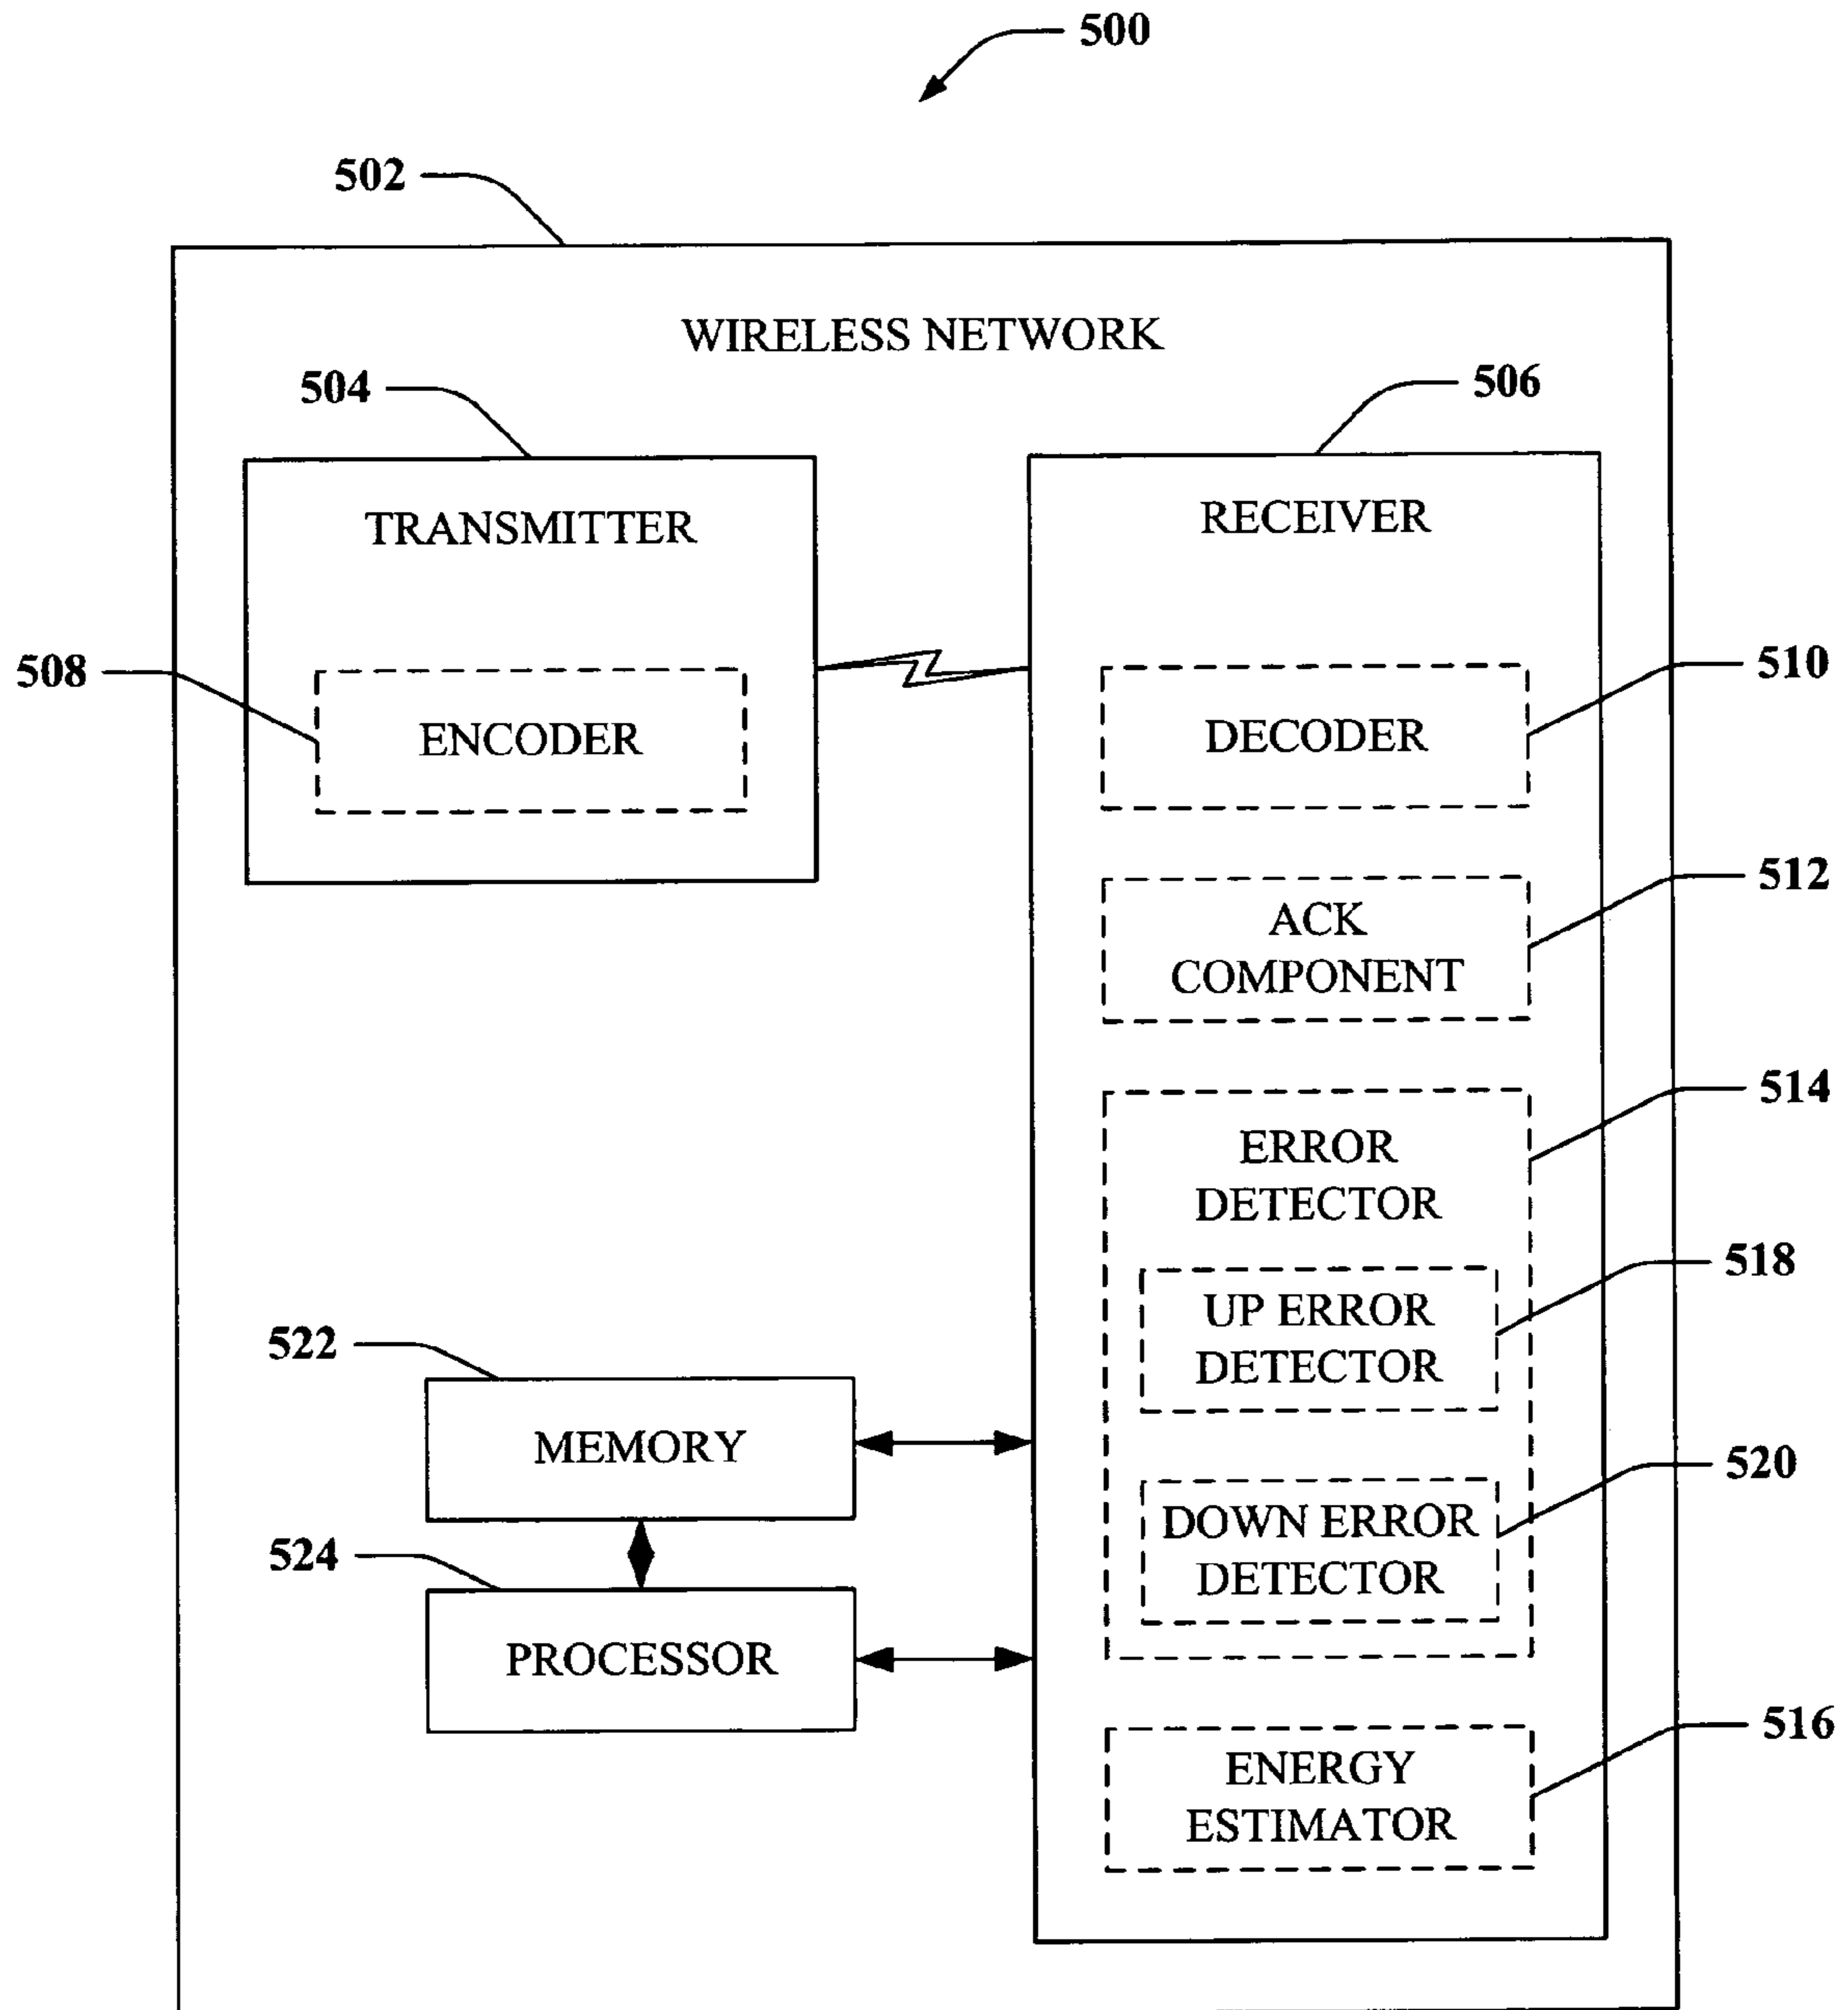 500
502
WIRELESS NETWORK
504
506
TRANSMITTER
RECEIVER
508
ENCODER
510
DECODER
512
ACK
COMPONENT
514
ERROR
DETECTOR
518
UP ERROR
DETECTOR
522
MEMORY
520
DOWN ERROR
DETECTOR
524
PROCESSOR
516
ENERGY
ESTIMATOR